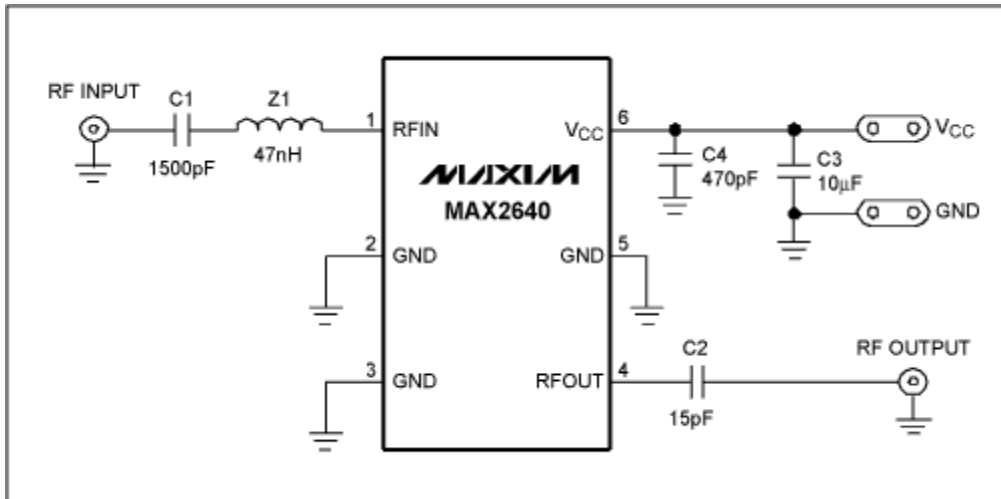 RF INPUT
C1
1500pF
Z1
47nH
1 RFIN
2 GND
3 GND
MAXIM
MAX2640
VCC 6
GND 5
RFOUT 4
C4
470pF
C3
10µF
VCC
GND
C2
15pF
RF OUTPUT